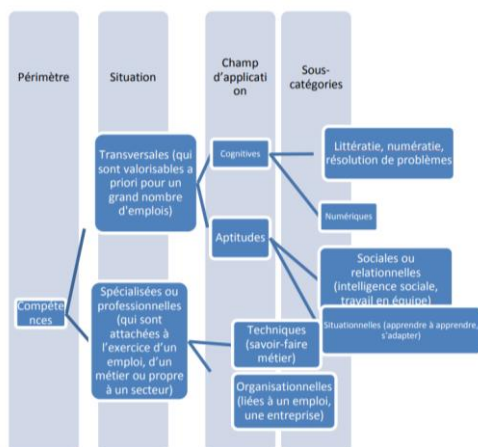 Périmètre
Situation
Champ
d'applicati
on
Sous-
catégories
Transversales (qui
sont valorisables a
priori pour un
grand nombre
d'emplois)
Cognitives
Littératie, numératie,
résolution de problèmes
Numériques
Aptitudes
Sociales ou
relationnelles
(intelligence sociale,
travail en équipe)
Situationnelles (apprendre à apprendre,
s'adapter)
Compéte
nces
Spécialisées ou
professionnelles
(qui sont
attachées à
l'exercice d'un
emploi, d'un
métier ou propre
à un secteur)
Techniques
(savoir-faire
métier)
Organisationnelles
(liées à un emploi,
une entreprise)